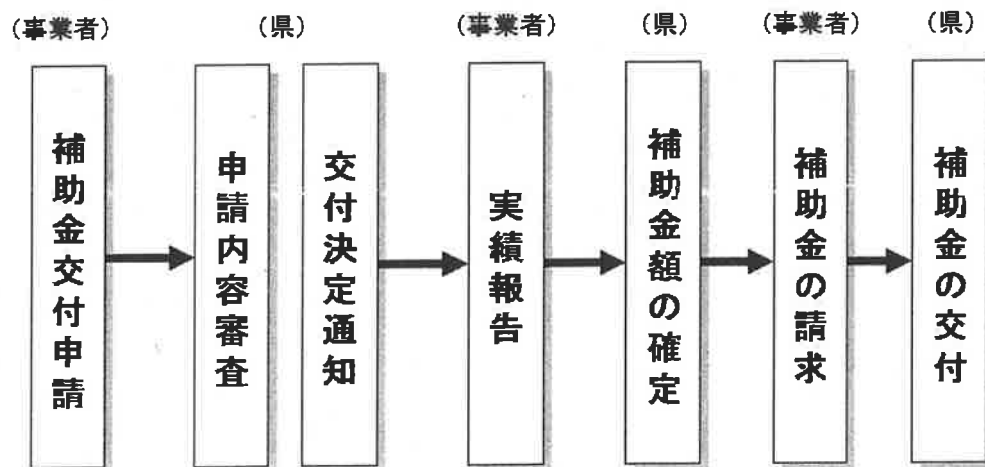 (事業者)
(県)
(事業者)
(県)
(事業者)
(県)
補助金交付申請
申請内容審査
交付決定通知
実績報告
補助金額の確定
補助金の請求
補助金の交付